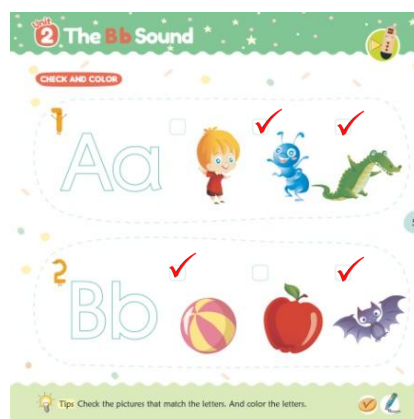 Unit
2 The Bb Sound
CHECK AND COLOR
1
Aa
2
Bb
Tips Check the pictures that match the letters. And color the letters.